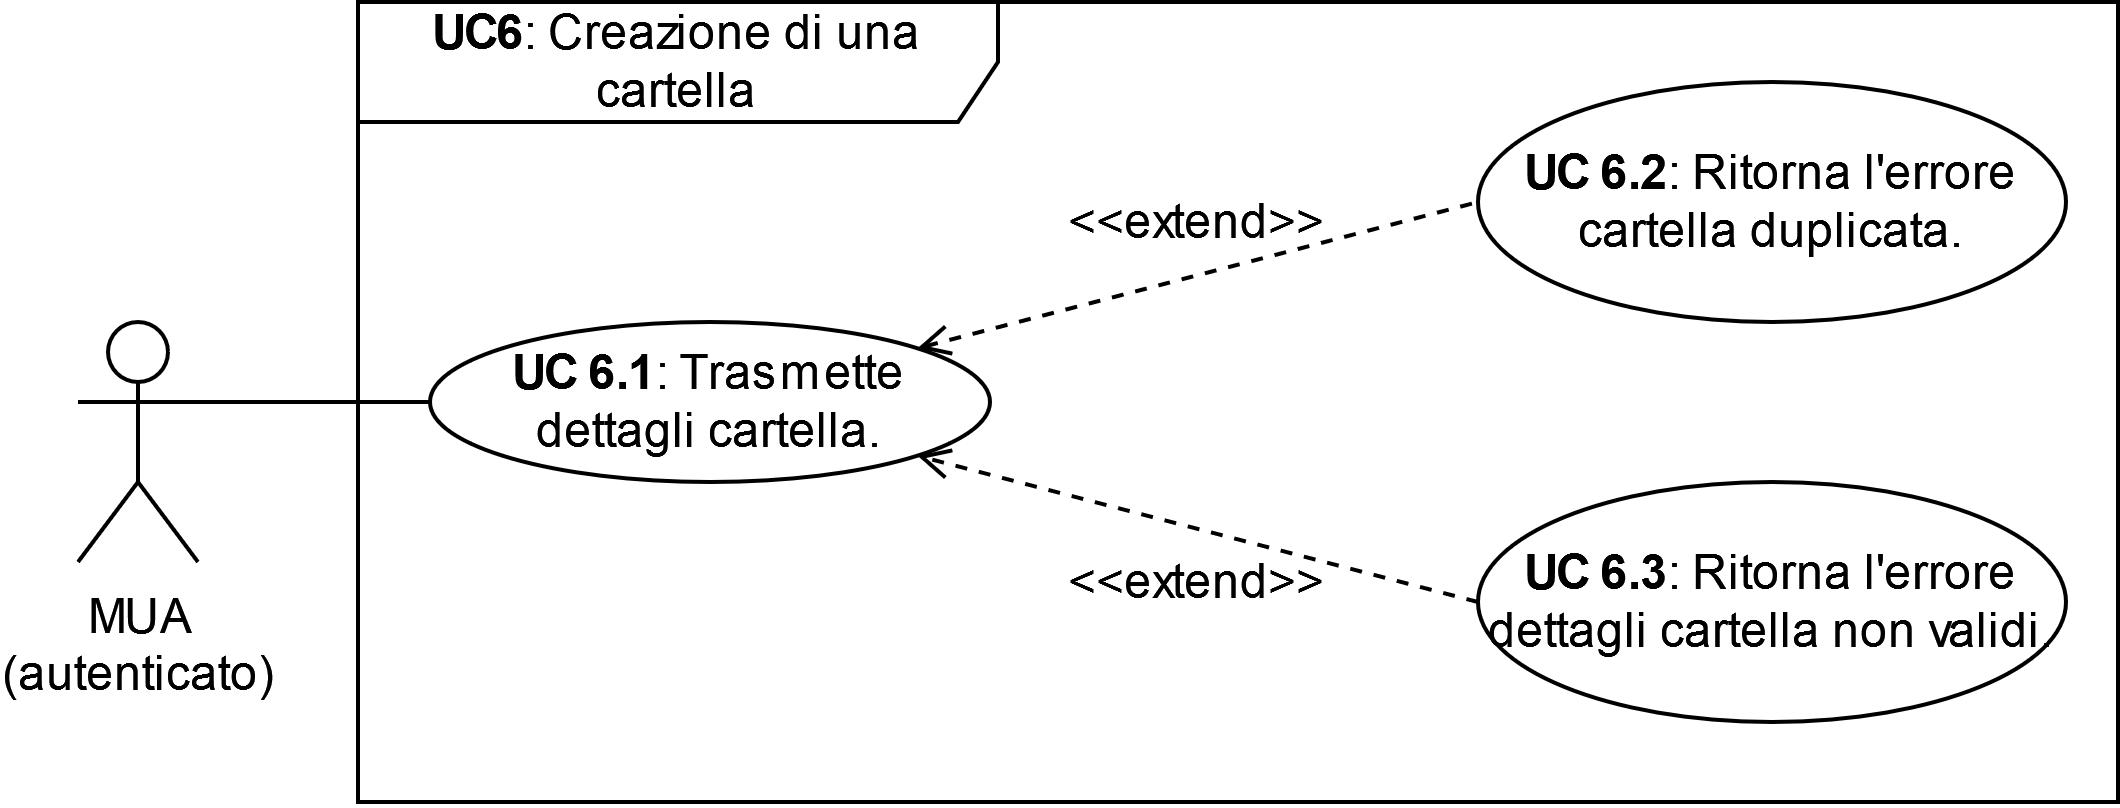 UC6: Creazione di una
cartella
UC 6.2: Ritorna l'errore
cartella duplicata.
<<extend>>
UC 6.1: Trasmette
dettagli cartella.
<<extend>>
UC 6.3: Ritorna l'errore
dettagli cartella non validi.
MUA
(autenticato)